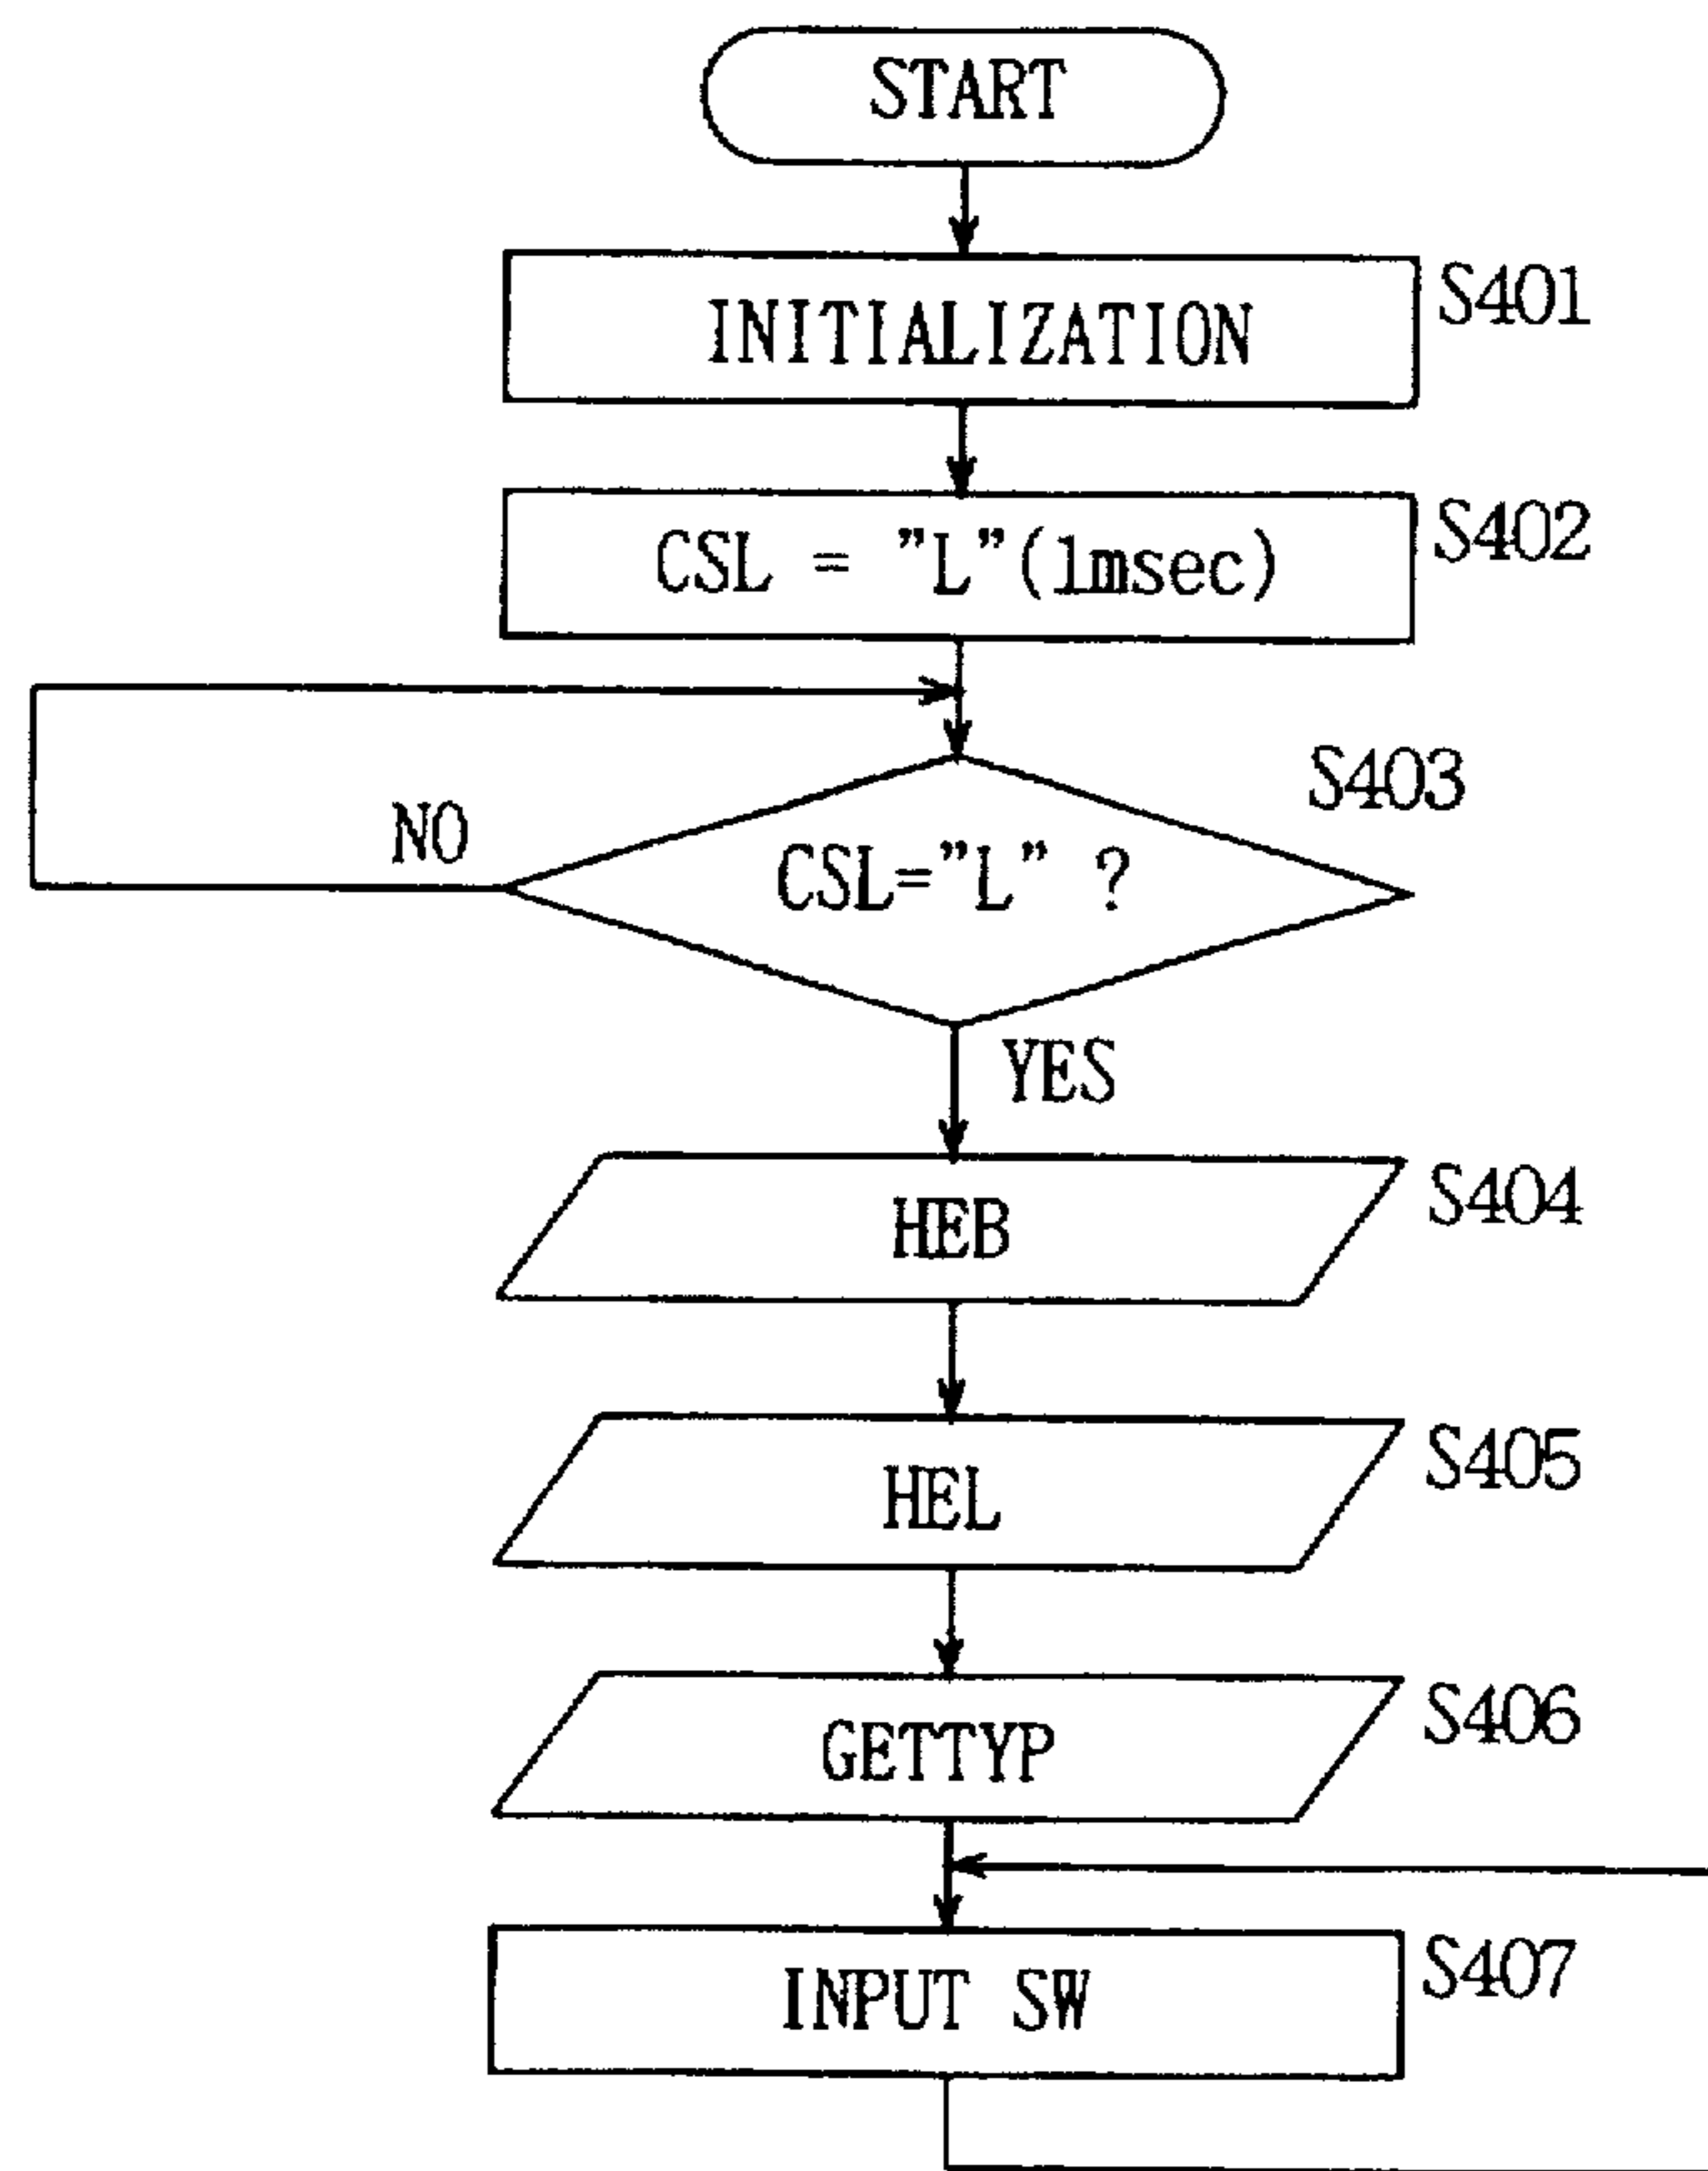 START
INITIALIZATION
S401
CSL = "L"(1msec)
S402
S403
NO
CSL="L" ?
YES
HEB
S404
HEL
S405
GETTYP
S406
INPUT SW
S407